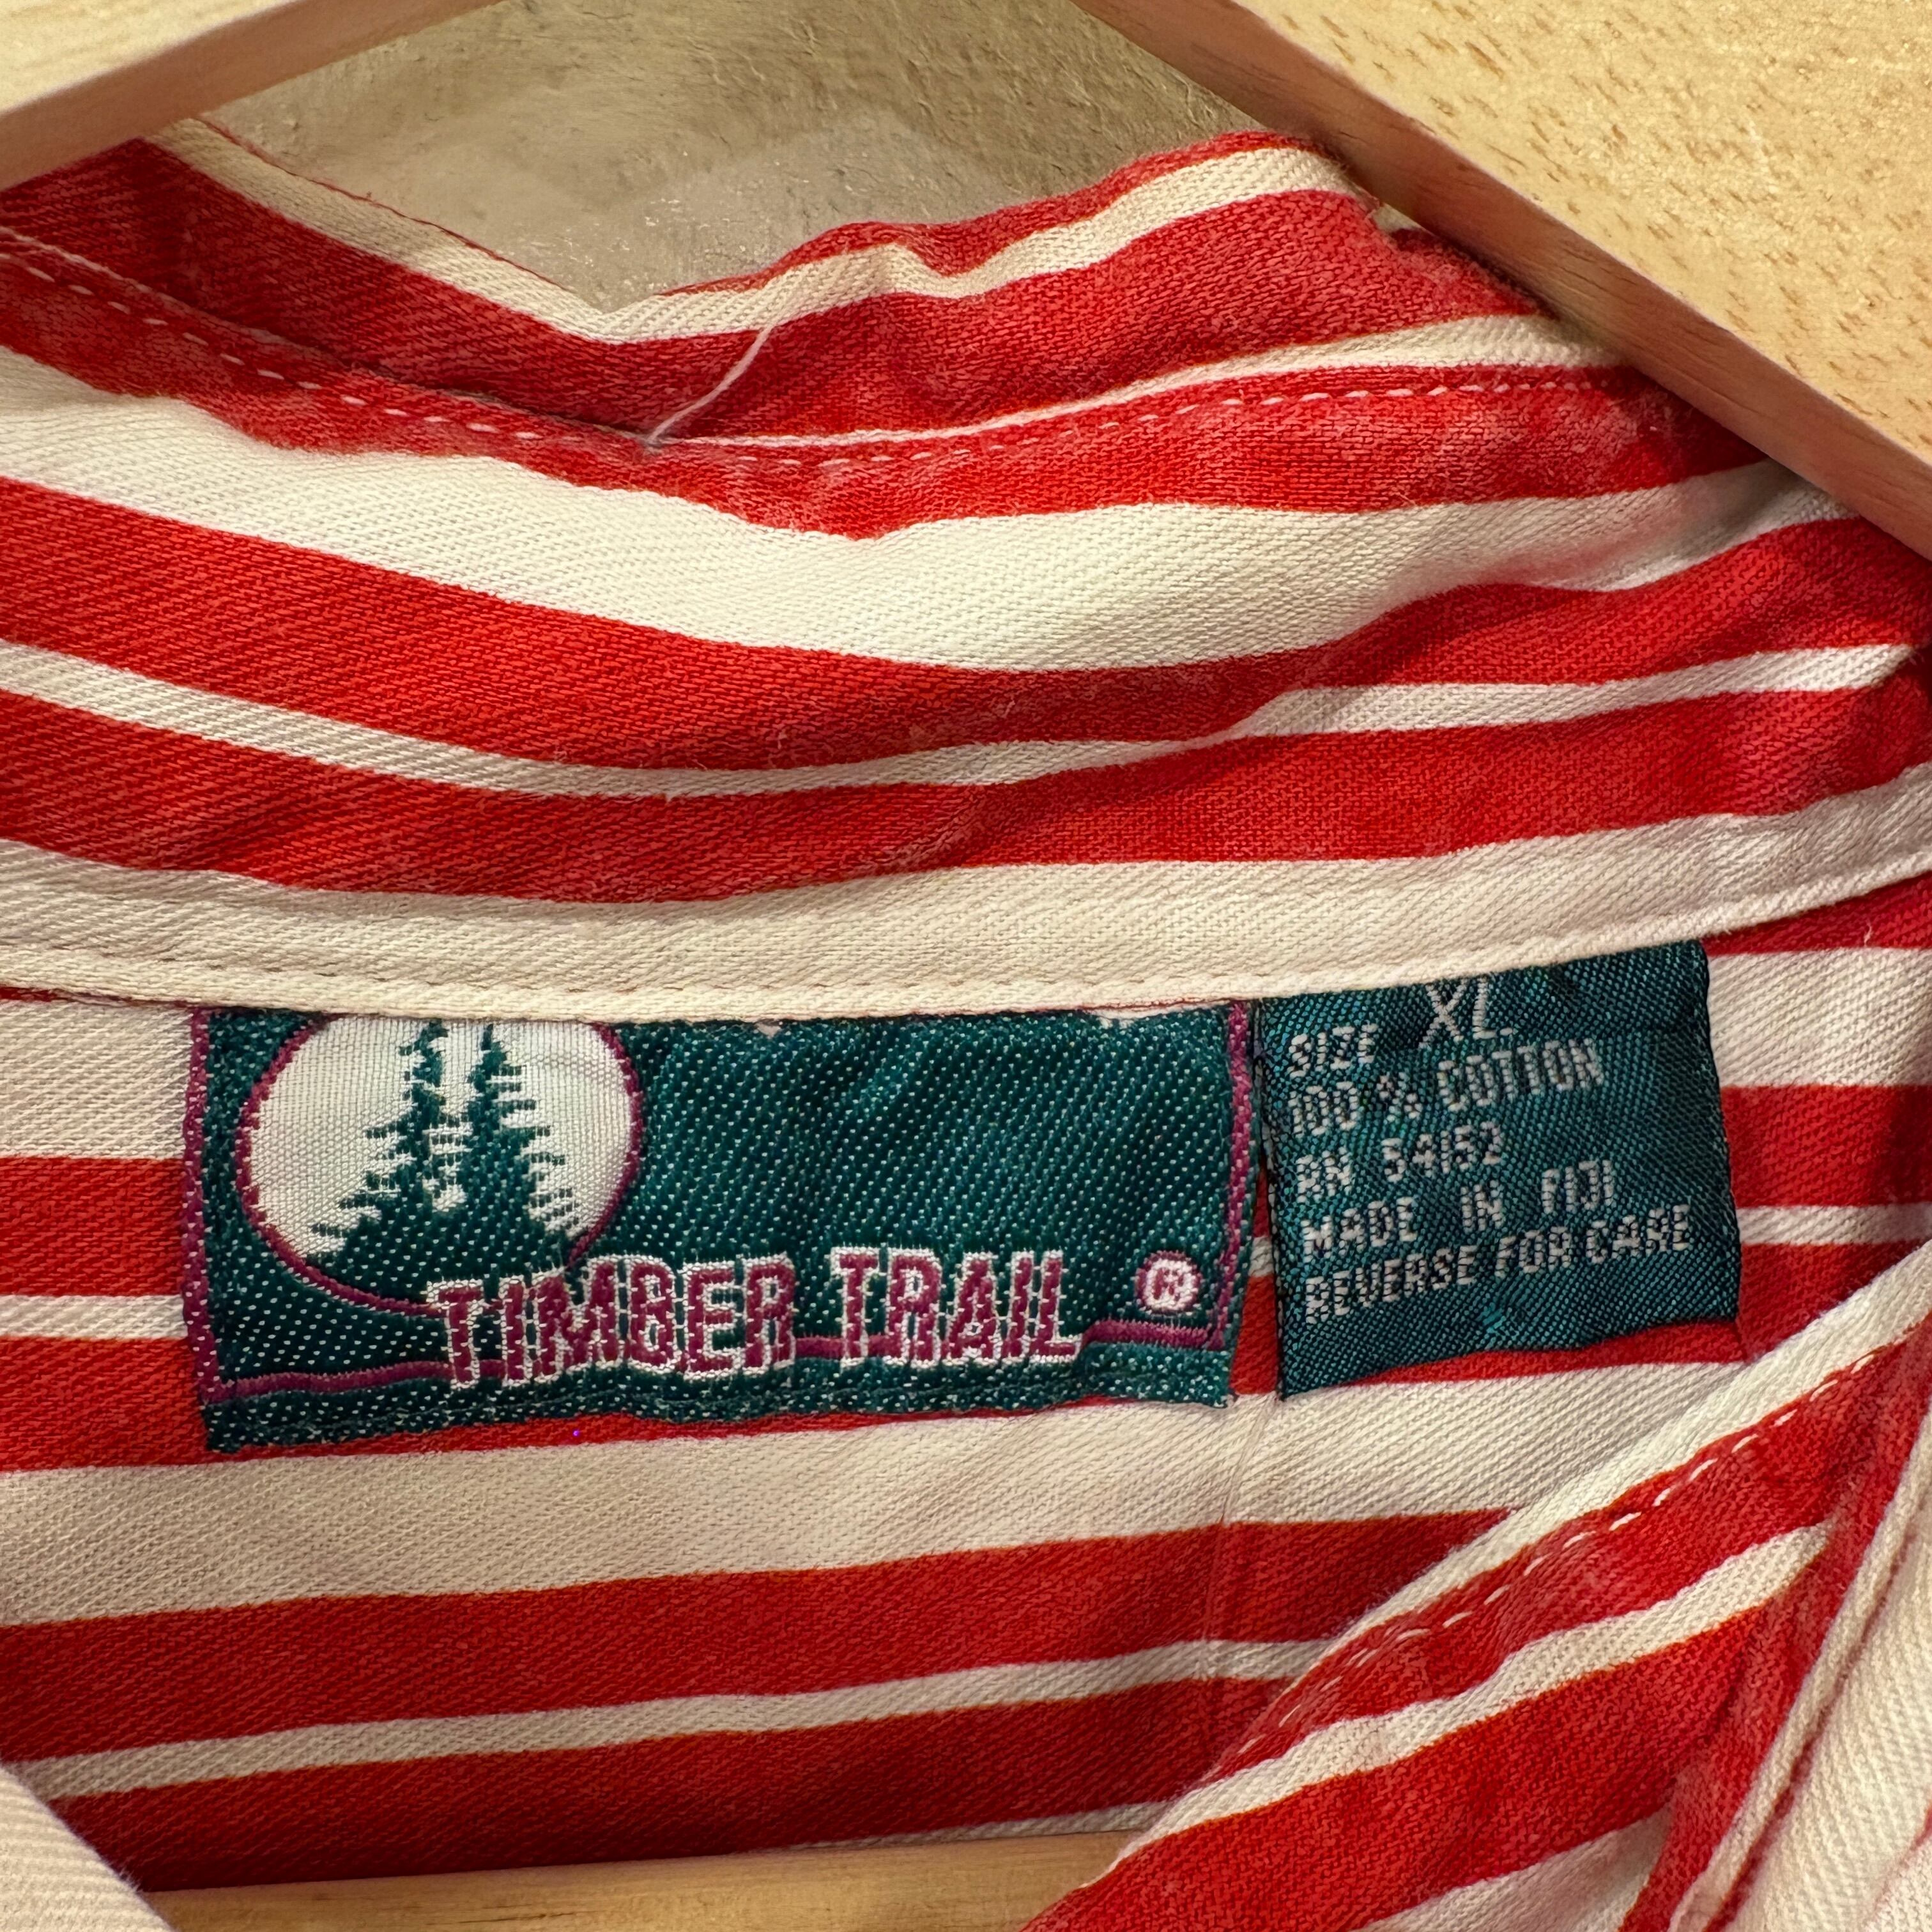 TIMBER TRAIL ®
SIZE XL
100 % COTTON
RN 54152
MADE IN FIJI
REVERSE FOR CARE